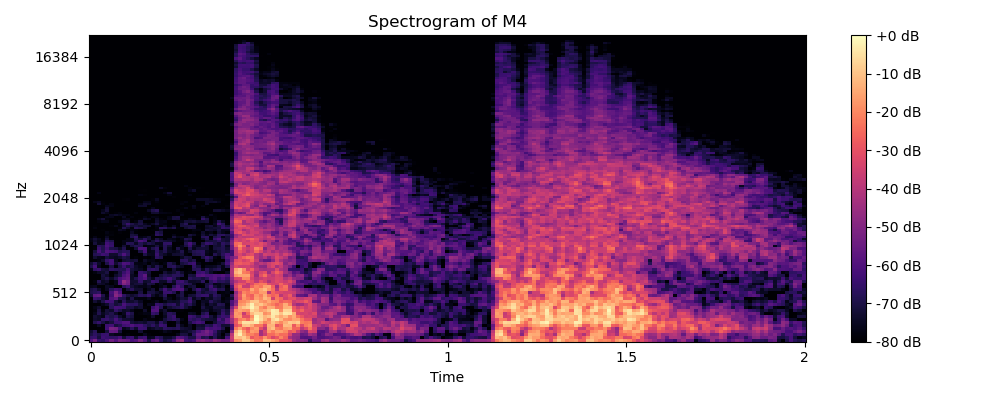 Spectrogram of M4
16384
8192
4096
2048
1024
512
0
Hz
0
0.5
1
1.5
2
Time
+0 dB
-10 dB
-20 dB
-30 dB
-40 dB
-50 dB
-60 dB
-70 dB
-80 dB